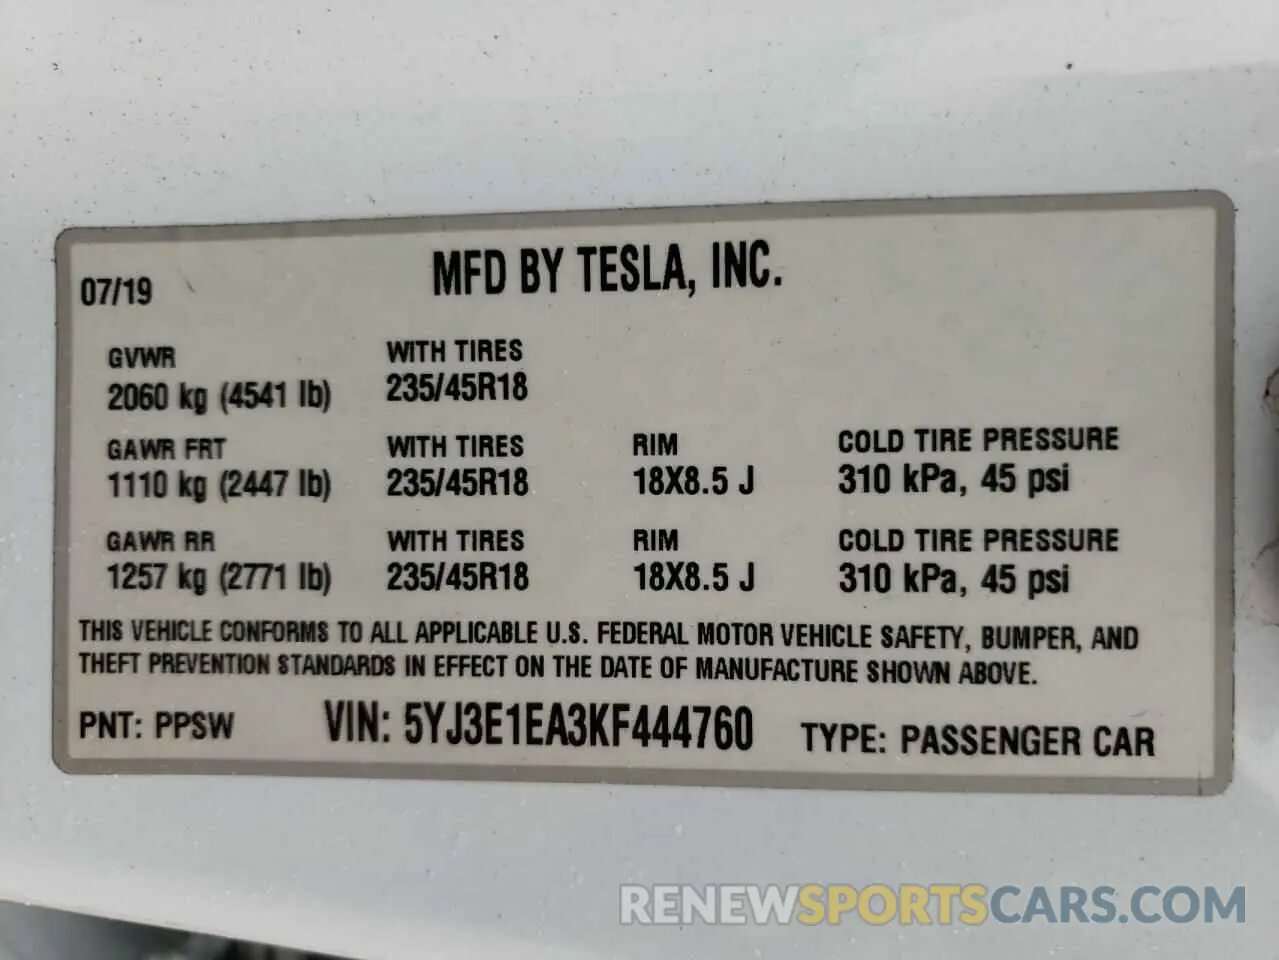 MFD BY TESLA, INC.
07/19
GVWR WITH TIRES
2060 kg (4541 lb) 235/45R18
GAWR FRT WITH TIRES RIM COLD TIRE PRESSURE
1110 kg (2447 lb) 235/45R18 18X8.5 J 310 kPa, 45 psi
GAWR RR WITH TIRES RIM COLD TIRE PRESSURE
1257 kg (2771 lb) 235/45R18 18X8.5 J 310 kPa, 45 psi
THIS VEHICLE CONFORMS TO ALL APPLICABLE U.S. FEDERAL MOTOR VEHICLE SAFETY, BUMPER, AND
THEFT PREVENTION STANDARDS IN EFFECT ON THE DATE OF MANUFACTURE SHOWN ABOVE.
PNT: PPSW VIN: 5YJ3E1EA3KF444760 TYPE: PASSENGER CAR
RENEWSPORTSCARS.COM